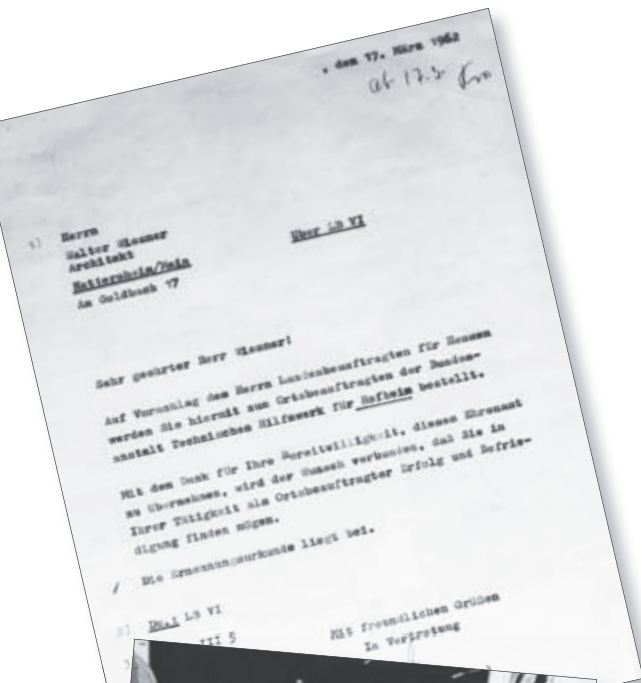 , den 17. März 1962
ab 17.3.
1) Herrn
Walter Wiesner
Architekt
Hattersheim/Main
Am Goldbach 17
Über LB VI
Sehr geehrter Herr Wiesner!
Auf Vorschlag des Herrn Landesbeauftragten für Hessen
werden Sie hiermit zum Ortsbeauftragten der Bundes-
anstalt Technisches Hilfswerk für Hofheim bestellt.
Mit dem Dank für Ihre Bereitwilligkeit, dieses Ehrenamt
zu übernehmen, wird der Wunsch verbunden, daß Sie in
Ihrer Tätigkeit als Ortsbeauftragter Erfolg und Befrie-
digung finden mögen.
/ Die Ernennungsurkunde liegt bei.
2) LB VI
III 5
Mit freundlichen Grüßen
In Vertretung
3